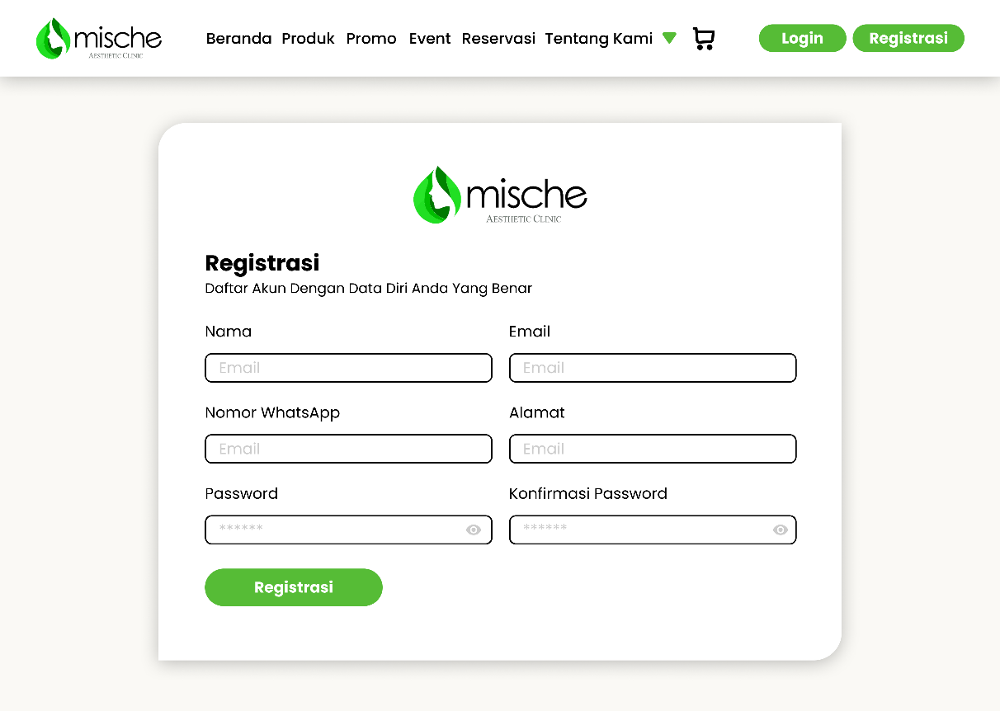 mische
AESTHETIC CLINIC
Beranda Produk Promo Event Reservasi Tentang Kami
Login Registrasi
mische
AESTHETIC CLINIC
Registrasi
Daftar Akun Dengan Data Diri Anda Yang Benar
Nama Email
Email Email
Nomor WhatsApp Alamat
Email Email
Password Konfirmasi Password
****** ******
Registrasi